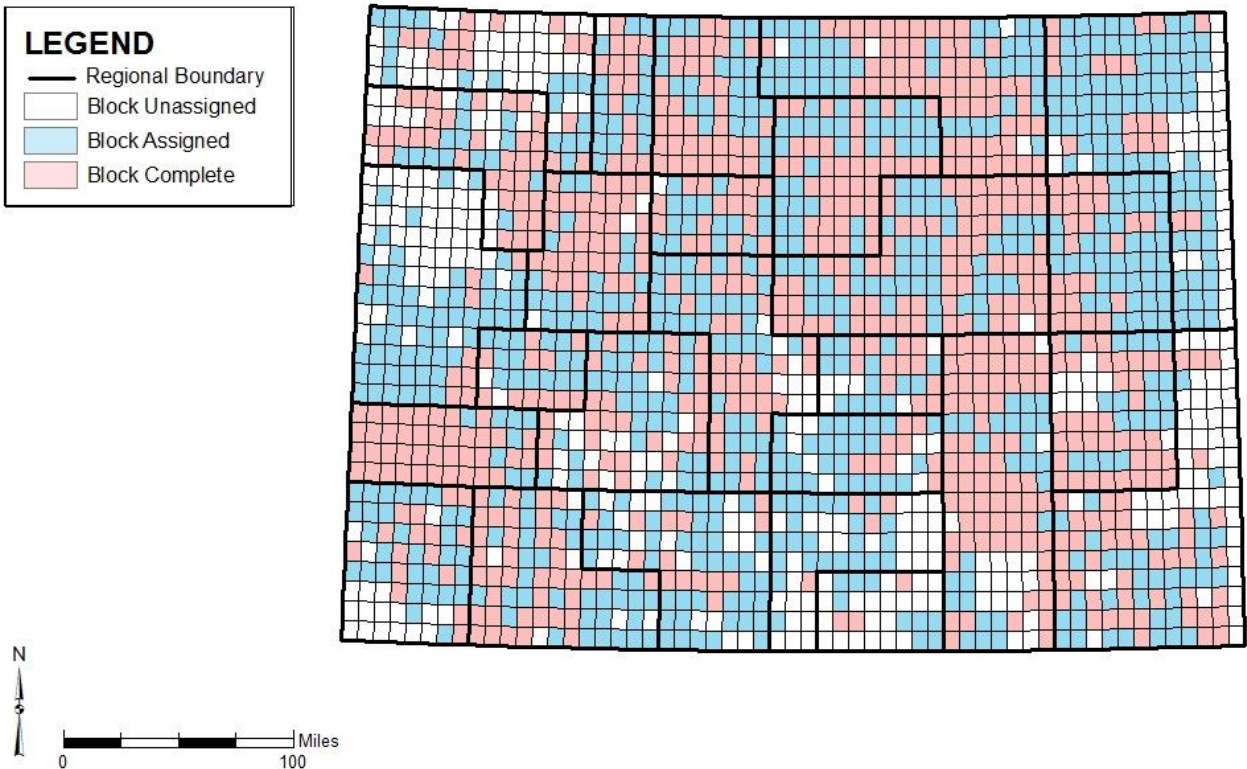 LEGEND
Regional Boundary
Block Unassigned
Block Assigned
Block Complete
N
Miles
0 100